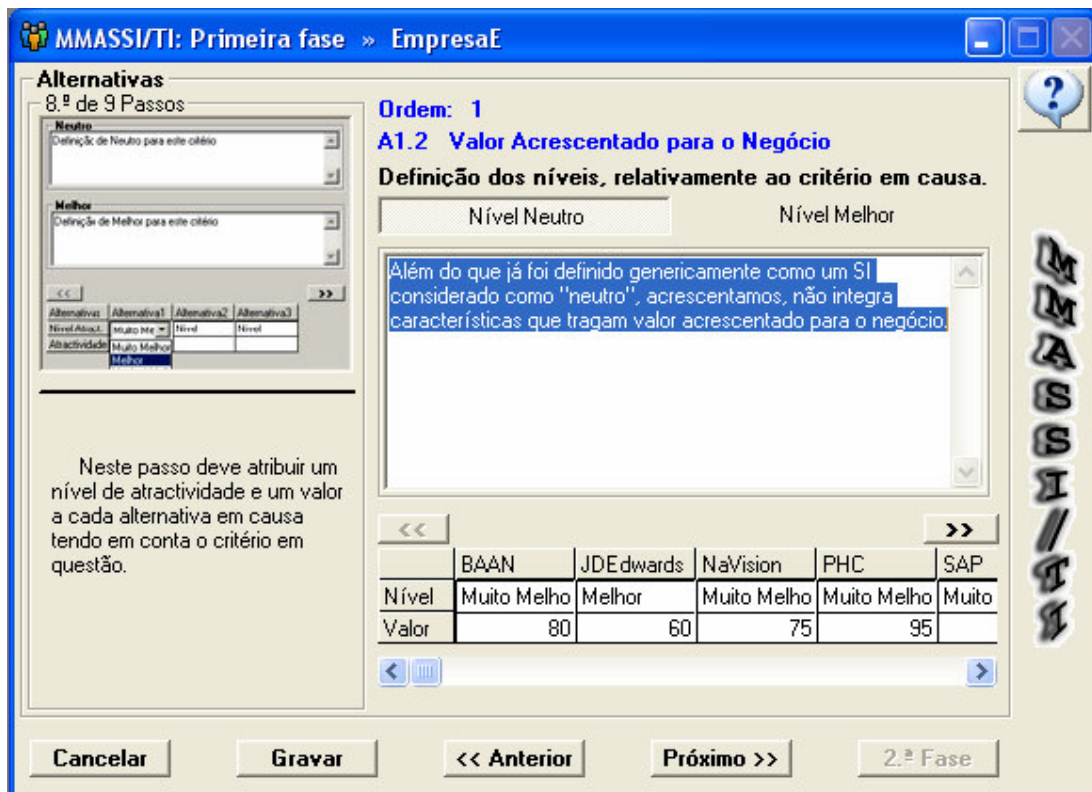 MMASSI/TI: Primeira fase » EmpresaE
Alternativas
8.º de 9 Passos
Neutro
Definição de Neutro para este critério
Melhor
Definição de Melhor para este critério
<< >>
Alternativas Alternativa1 Alternativa2 Alternativa3
Nível Atract. Muito Me Nível Nível
Atractividade Muito Melhor
Melhor
Neste passo deve atribuir um
nível de atractividade e um valor
a cada alternativa em causa
tendo em conta o critério em
questão.
Ordem: 1
A1.2 Valor Acrescentado para o Negócio
Definição dos níveis, relativamente ao critério em causa.
Nível Neutro Nível Melhor
Além do que já foi definido genericamente como um SI
considerado como "neutro", acrescentamos, não integra
características que tragam valor acrescentado para o negócio.
<< >>
BAAN JDEdwards NaVision PHC SAP
Nível Muito Melho Melhor Muito Melho Muito Melho Muito
Valor 80 60 75 95
?
MMASSI/TI
Cancelar Gravar << Anterior Próximo >> 2.ª Fase